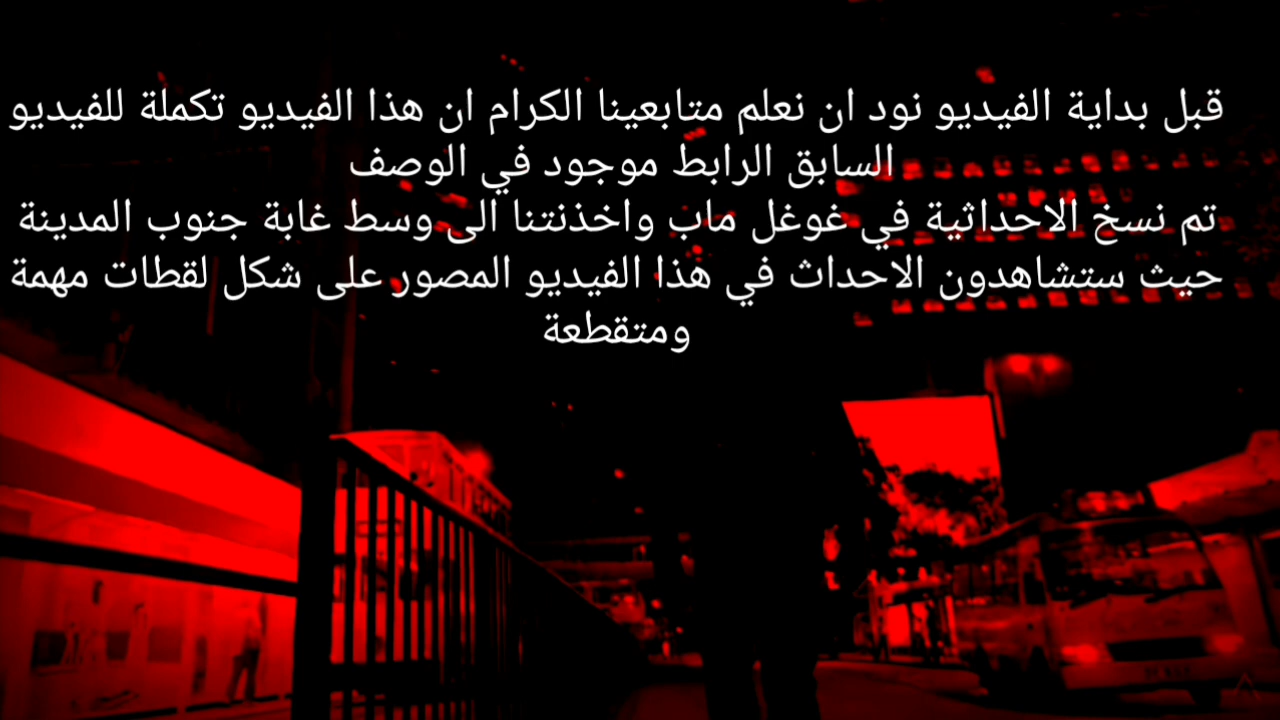 قبل بداية الفيديو نود ان نعلم متابعينا الكرام ان هذا الفيديو تكملة للفيديو
السابق الرابط موجود في الوصف
تم نسخ الاحداثية في غوغل ماب واخذنتنا الى وسط غابة جنوب المدينة
حيث ستشاهدون الاحداث في هذا الفيديو المصور على شكل لقطات مهمة
ومتقطعة